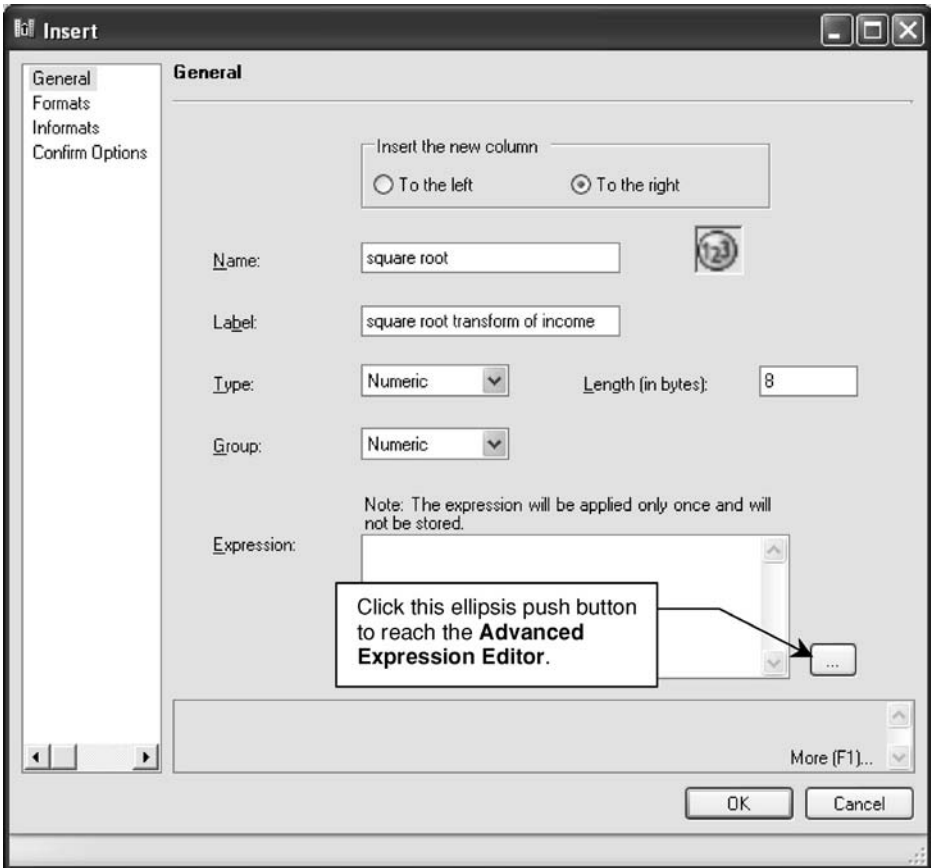 Insert
General
Formats
Informats
Confirm Options
General
Insert the new column
To the left
To the right
Name:
square root
123
Label:
square root transform of income
Type:
Numeric
Length (in bytes):
8
Group:
Numeric
Note: The expression will be applied only once and will
not be stored.
Expression:
Click this ellipsis push button
to reach the Advanced
Expression Editor.
...
More (F1)...
OK
Cancel